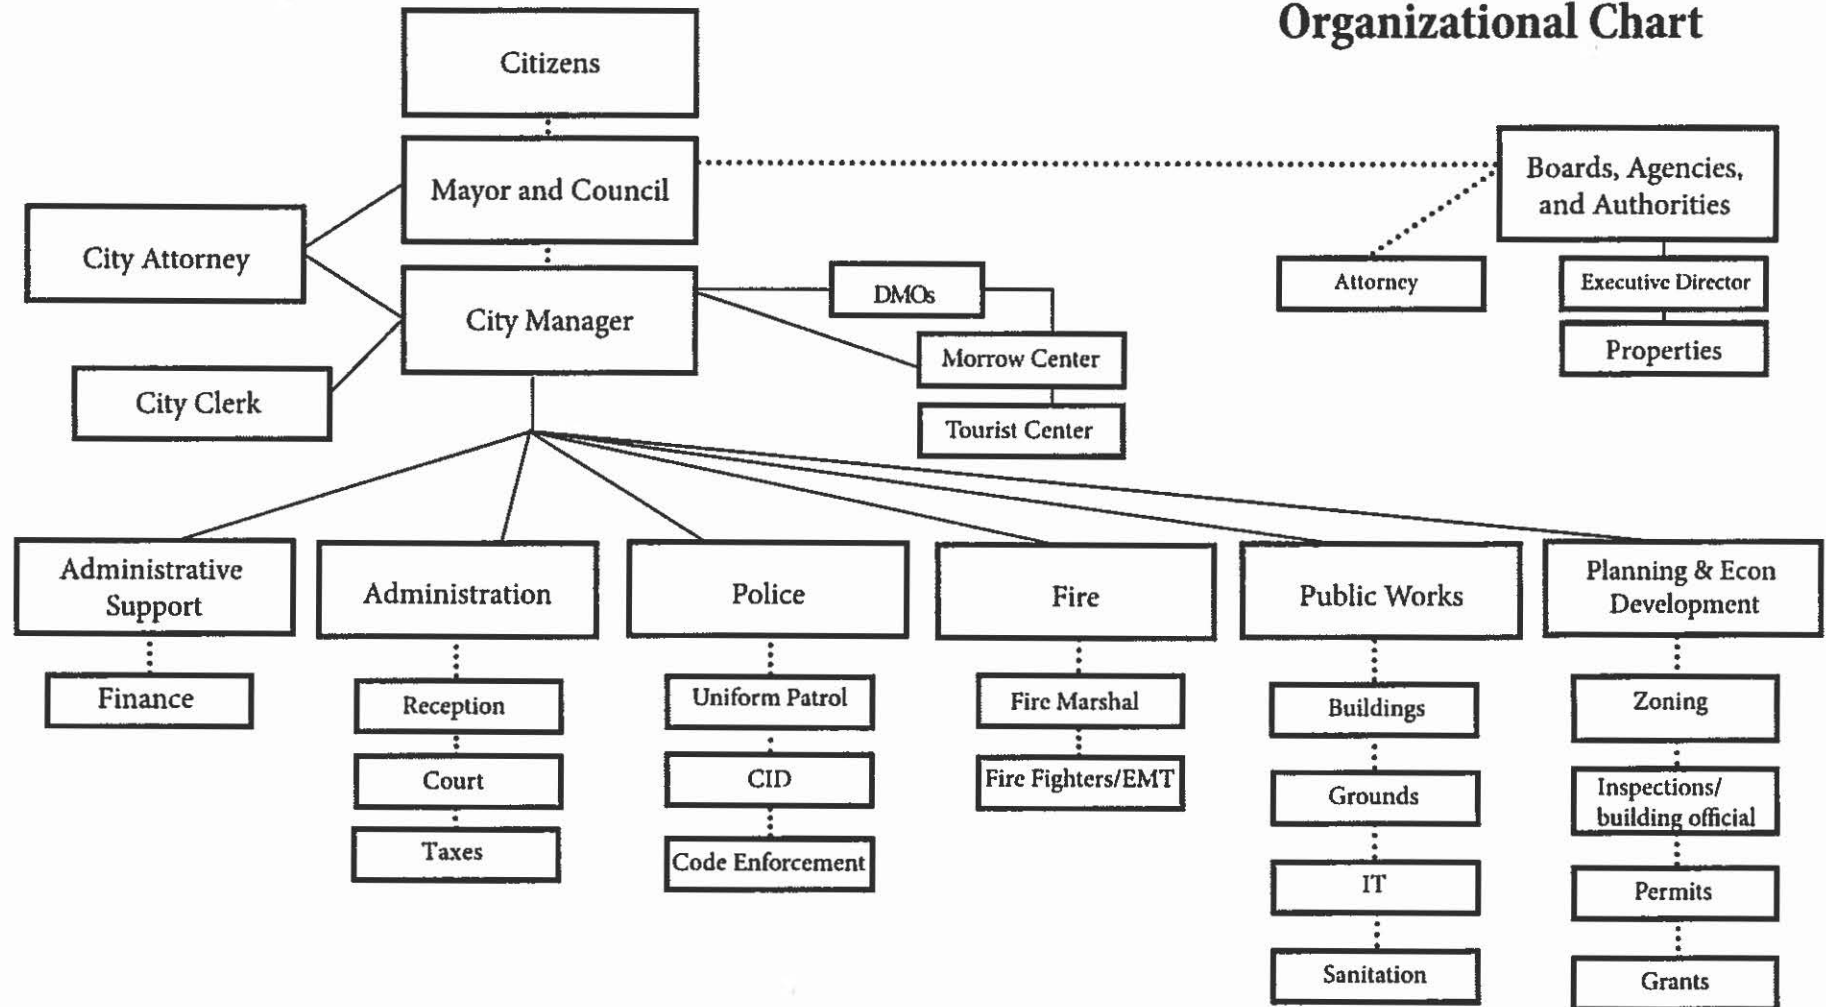 Organizational Chart
Citizens
Mayor and Council
Boards, Agencies,
and Authorities
City Attorney
Attorney
Executive Director
DMOs
City Manager
Properties
Morrow Center
City Clerk
Tourist Center
Administrative
Support
Administration
Police
Fire
Public Works
Planning & Econ
Development
Finance
Reception
Court
Taxes
Uniform Patrol
CID
Code Enforcement
Fire Marshal
Fire Fighters/EMT
Buildings
Grounds
IT
Sanitation
Zoning
Inspections/
building official
Permits
Grants